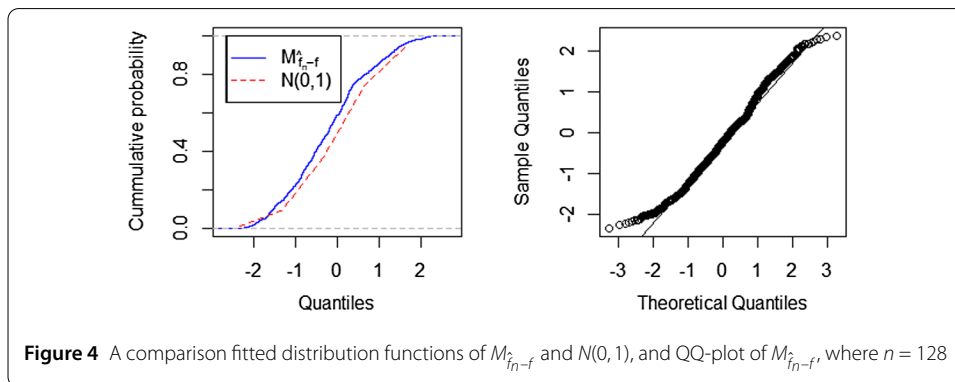 M f̂n−f
N(0,1)
Cummulative probability
0.0 0.4 0.8
-2 -1 0 1 2
Quantiles
Sample Quantiles
-2 -1 0 1 2
-3 -2 -1 0 1 2 3
Theoretical Quantiles
Figure 4 A comparison fitted distribution functions of M f̂n−f and N(0, 1), and QQ-plot of M f̂n−f, where n = 128